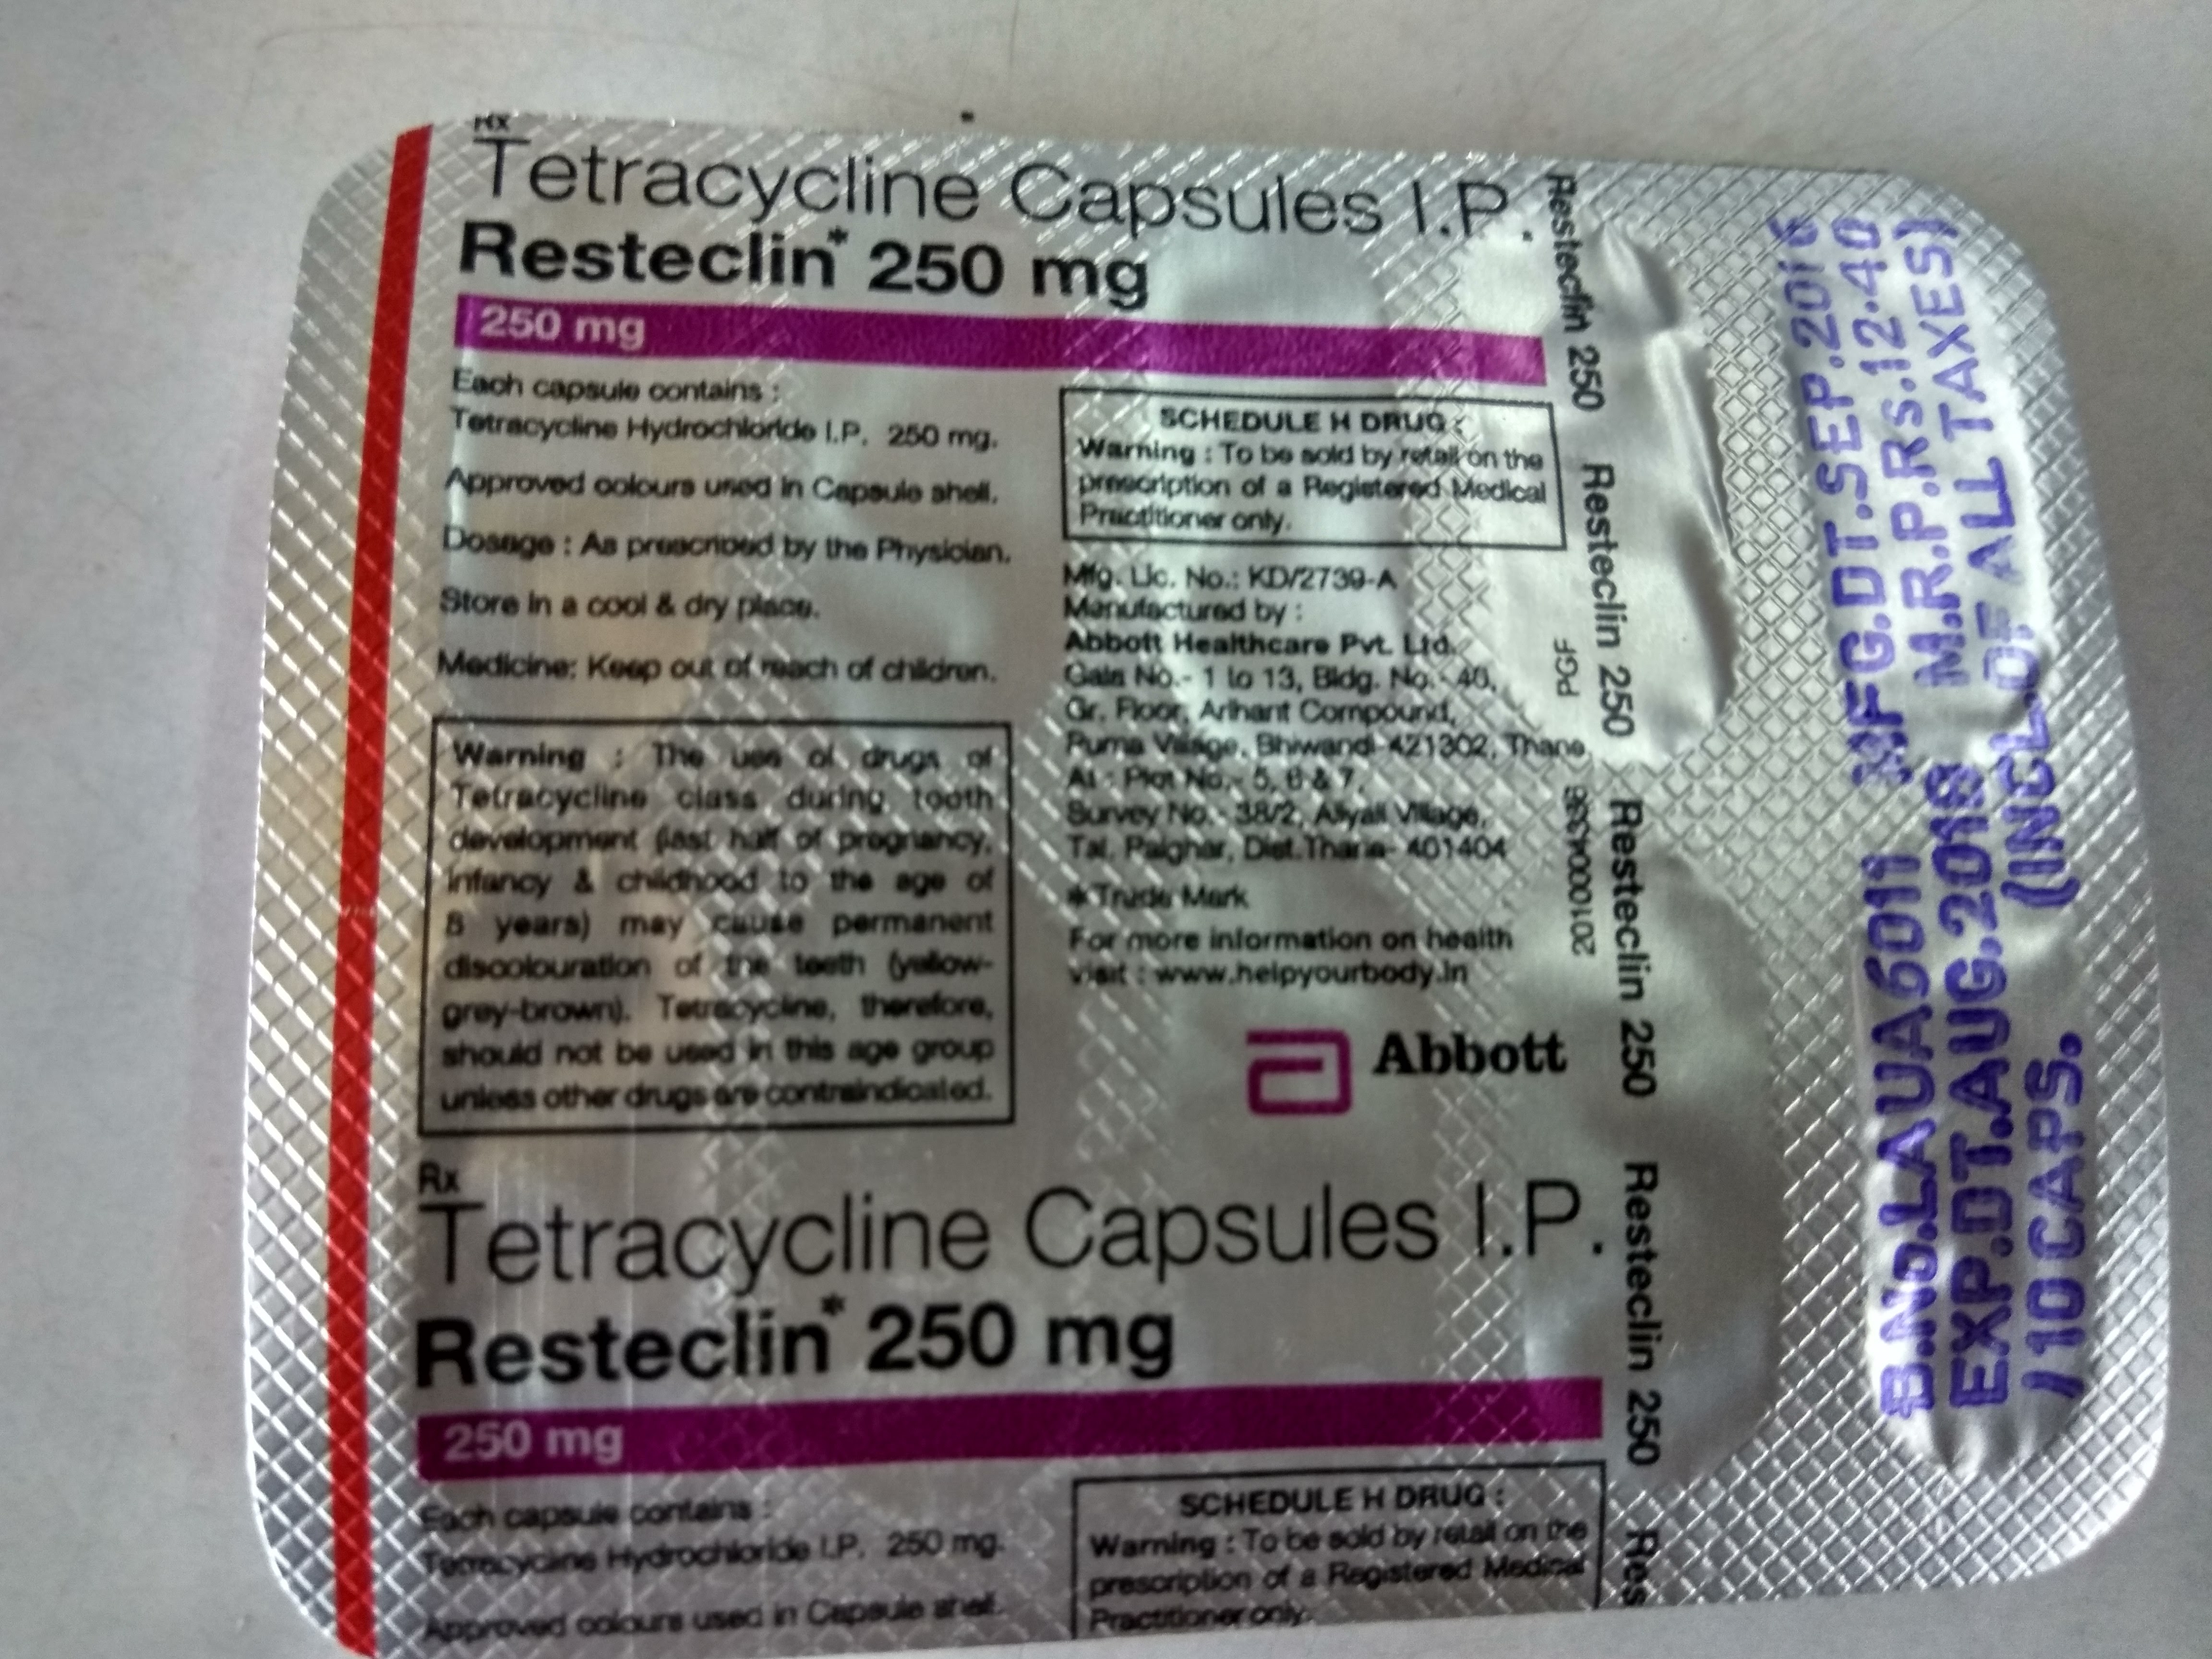 Rx
Tetracycline Capsules I.P.
Resteclin* 250 mg
250 mg
Each capsule contains :
Tetracycline Hydrochloride I.P. 250 mg.
Approved colours used in Capsule shell.
Dosage : As prescribed by the Physician.
Store in a cool & dry place.
Medicine: Keep out of reach of children.
Warning : The use of drugs of
Tetracycline class during tooth
development (last half of pregnancy,
infancy & childhood to the age of
8 years) may cause permanent
discolouration of the teeth (yellow-
grey-brown). Tetracycline, therefore,
should not be used in this age group
unless other drugs are contraindicated.
SCHEDULE H DRUG :
Warning : To be sold by retail on the
prescription of a Registered Medical
Practitioner only.
Mfg. Lic. No.: KD/2739-A
Manufactured by :
Abbott Healthcare Pvt. Ltd.
Gala No.- 1 to 13, Bldg. No.- 40,
Gr. Floor, Arihant Compound,
Purna Village, Bhiwandi-421302, Thane
At : Plot No.- 5, 6 & 7,
Survey No.- 38/2, Aliyali Village,
Tal. Palghar, Dist.Thane- 401404
* Trade Mark
For more information on health
visit : www.helpyourbody.in
Abbott
Rx
Tetracycline Capsules I.P.
Resteclin* 250 mg
250 mg
Each capsule contains :
Tetracycline Hydrochloride I.P. 250 mg.
Approved colours used in Capsule shell.
SCHEDULE H DRUG :
Warning : To be sold by retail on the
prescription of a Registered Medical
Practitioner only.
PGF
Resteclin 250 Resteclin 250 Resteclin 250 Resteclin 250 Res
B.No.LAUA6011 MFG.DT.SEP.2016
EXP.DT.AUG.2018 M.R.P.Rs.12.40
/10 CAPS. (INCL.OF ALL TAXES)